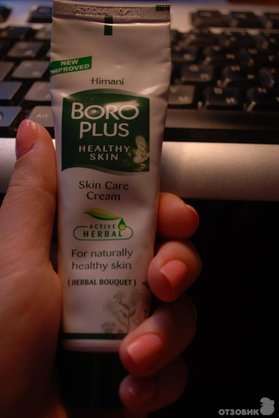 NEW
IMPROVED
Himani
BORO
PLUS
HEALTHY
SKIN
Skin Care
Cream
ACTIVE
HERBAL
For naturally
healthy skin
(HERBAL BOUQUET)
ОТЗОВИК